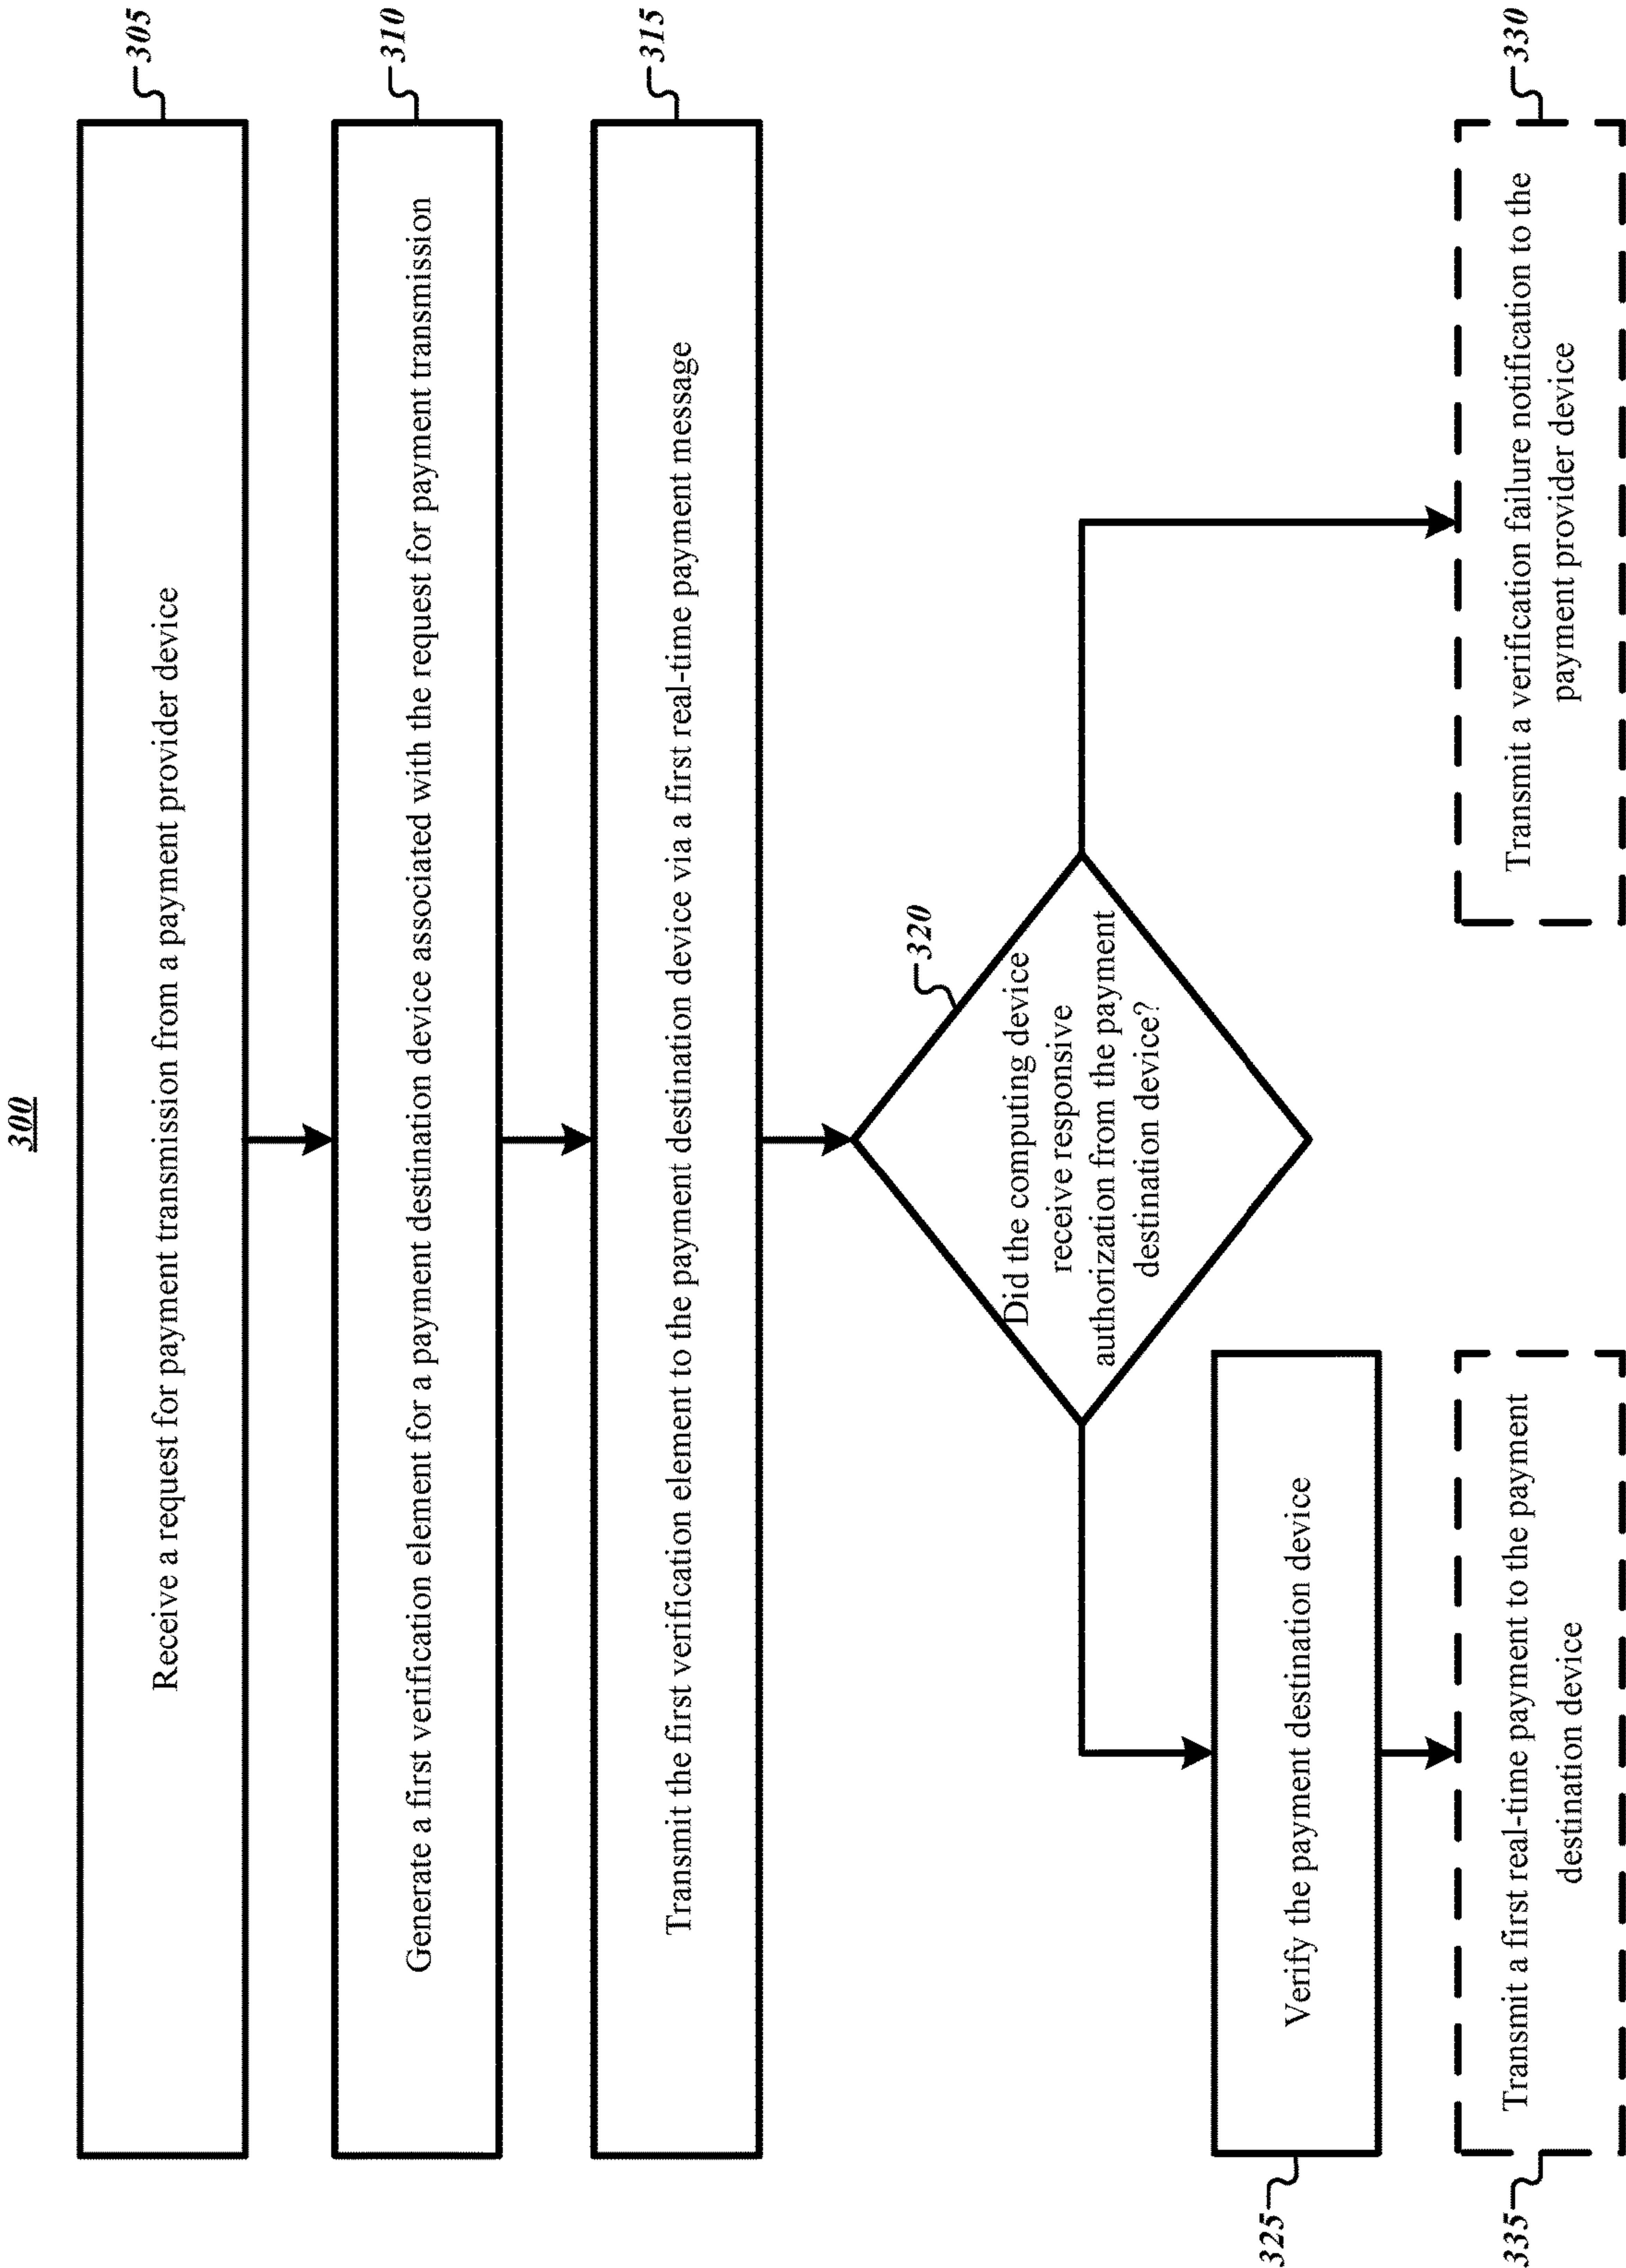 300
Receive a request for payment transmission from a payment provider device
305
Generate a first verification element for a payment destination device associated with the request for payment transmission
310
Transmit the first verification element to the payment destination device via a first real-time payment message
315
320
Did the computing device
receive responsive
authorization from the payment
destination device?
325
Verify the payment destination device
335
Transmit a first real-time payment to the payment
destination device
Transmit a verification failure notification to the
payment provider device
330